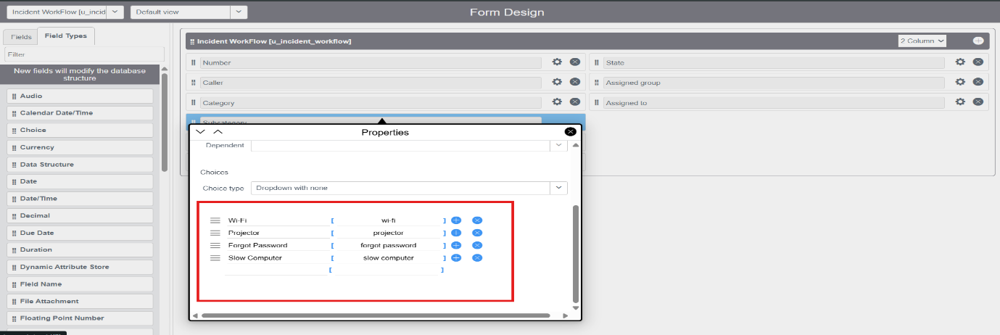 Incident WorkFlow [u_incid
Default view
Form Design
Fields
Field Types
Filter
New fields will modify the database
structure
Audio
Calendar Date/Time
Choice
Currency
Data Structure
Date
Date/Time
Decimal
Due Date
Duration
Dynamic Attribute Store
Field Name
File Attachment
Floating Point Number
Incident WorkFlow [u_incident_workflow]
2 Column
Number
State
Caller
Assigned group
Category
Assigned to
Subcategory
Properties
Dependent
Choices
Choice type
Dropdown with none
Wi-Fi [ wi-fi ]
Projector [ projector ]
Forgot Password [ forgot password ]
Slow Computer [ slow computer ]
[ ]